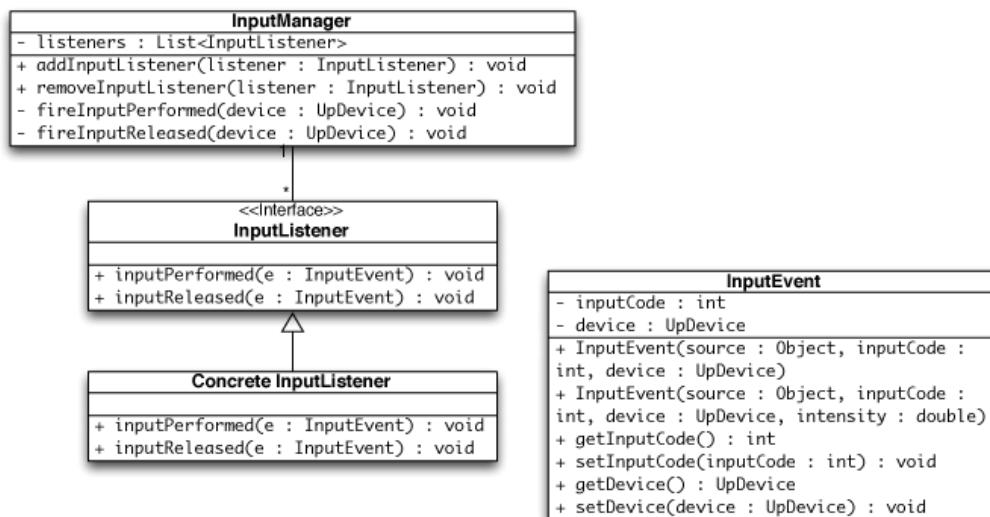 InputManager
- listeners : List<InputListener>
+ addInputListener(listener : InputListener) : void
+ removeInputListener(listener : InputListener) : void
- fireInputPerformed(device : UpDevice) : void
- fireInputReleased(device : UpDevice) : void
1
*
<<Interface>>
InputListener
+ inputPerformed(e : InputEvent) : void
+ inputReleased(e : InputEvent) : void
Concrete InputListener
+ inputPerformed(e : InputEvent) : void
+ inputReleased(e : InputEvent) : void
InputEvent
- inputCode : int
- device : UpDevice
+ InputEvent(source : Object, inputCode :
int, device : UpDevice)
+ InputEvent(source : Object, inputCode :
int, device : UpDevice, intensity : double)
+ getInputCode() : int
+ setInputCode(inputCode : int) : void
+ getDevice() : UpDevice
+ setDevice(device : UpDevice) : void